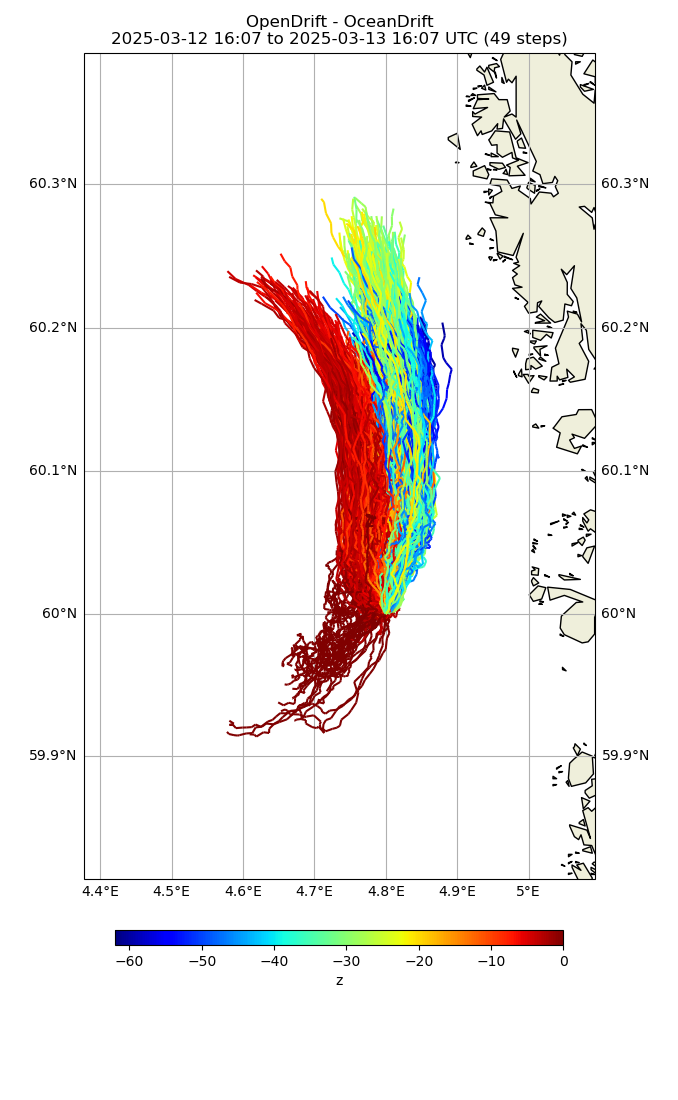 OpenDrift - OceanDrift
2025-03-12 16:07 to 2025-03-13 16:07 UTC (49 steps)
60.3°N 60.3°N
60.2°N 60.2°N
60.1°N 60.1°N
60°N 60°N
59.9°N 59.9°N
4.4°E 4.5°E 4.6°E 4.7°E 4.8°E 4.9°E 5°E
−60 −50 −40 −30 −20 −10 0
z